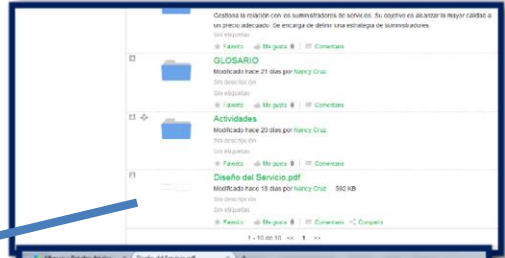 Gestiona la relación con los suministradores de servicios. Su objetivo es alcanzar la mayor calidad a
un precio adecuado. Se encarga de definir una estrategia de suministradores.
Sin etiquetas
Favorito Me gusta 0 Comentario
GLOSARIO
Modificado hace 21 días por Nancy Cruz
Sin descripción
Sin etiquetas
Favorito Me gusta 0 Comentario
Actividades
Modificado hace 20 días por Nancy Cruz
Sin descripción
Sin etiquetas
Favorito Me gusta 0 Comentario
Diseño del Servicio.pdf
Modificado hace 18 días por Nancy Cruz 592 KB
Sin descripción
Sin etiquetas
Favorito Me gusta 0 Comentario Compartir
1 - 10 de 10 << 1 >>
Diseño del Servicio.pdf